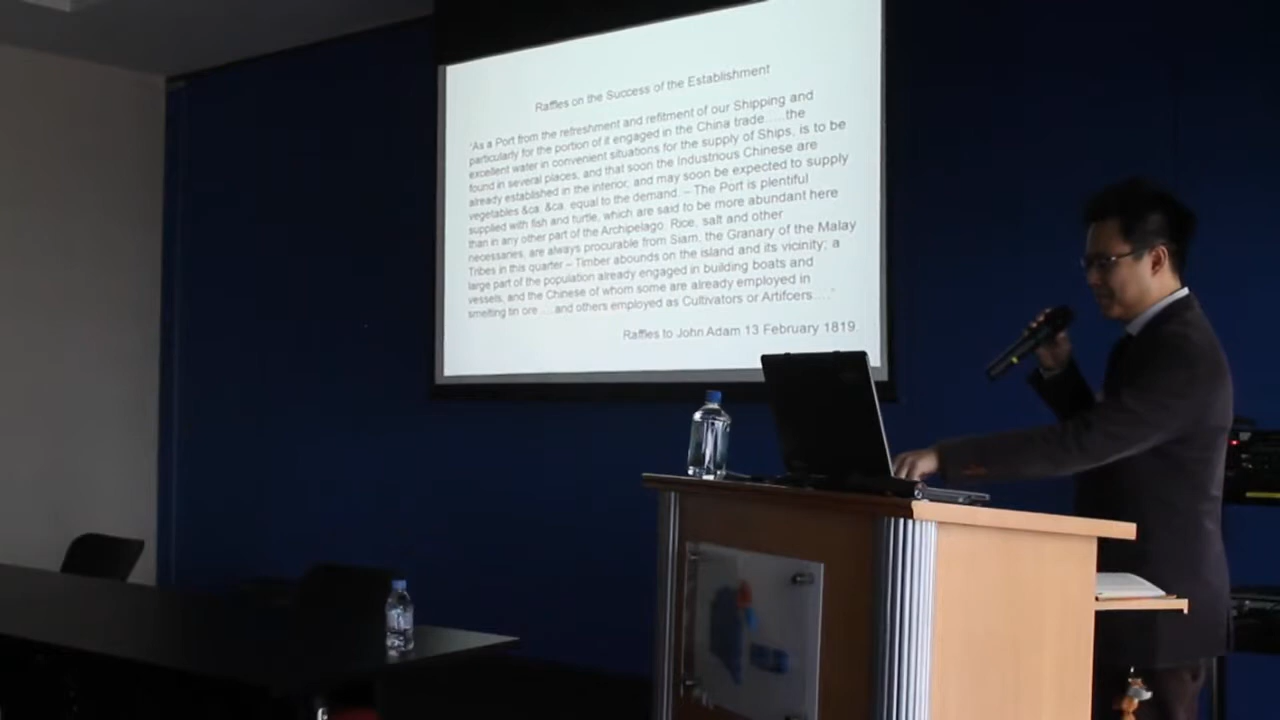 Raffles on the Success of the Establishment
"As a Port from the refreshment and refitment of our Shipping and
particularly for the portion of it engaged in the China trade.....the
excellent water in convenient situations for the supply of Ships, is to be
found in several places, and that soon the Industrious Chinese are
already established in the interior, and may soon be expected to supply
vegetables &ca. &ca. equal to the demand. – The Port is plentiful
supplied with fish and turtle, which are said to be more abundant here
than in any other part of the Archipelago. Rice, salt and other
necessaries, are always procurable from Siam, the Granary of the Malay
Tribes in this quarter – Timber abounds on the island and its vicinity; a
large part of the population already engaged in building boats and
vessels, and the Chinese of whom some are already employed in
smelting tin ore ....and others employed as Cultivators or Artifcers...."
Raffles to John Adam 13 February 1819.